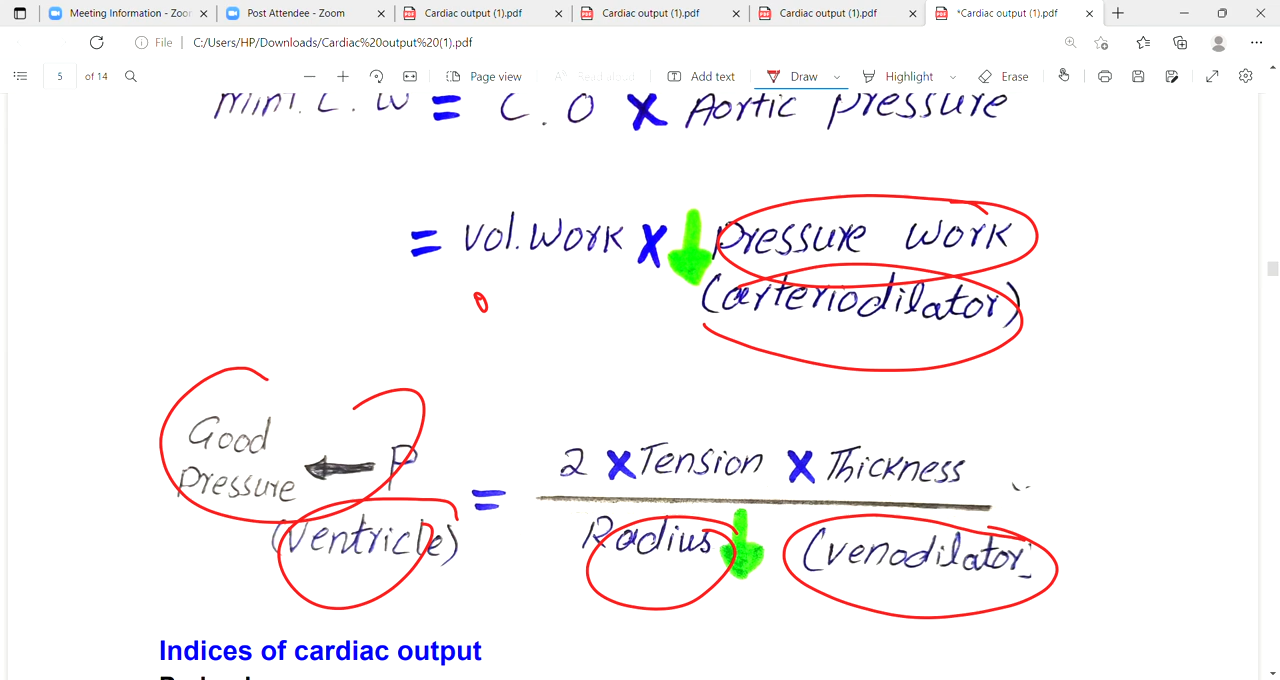 Meeting Information - Zoor
Post Attendee - Zoom
Cardiac output (1).pdf
Cardiac output (1).pdf
Cardiac output (1).pdf
*Cardiac output (1).pdf
File
C:/Users/HP/Downloads/Cardiac%20output%20(1).pdf
5 of 14
Page view
Read aloud
Add text
Draw
Highlight
Erase
= C.O X Aortic pressure
= Vol. Work X pressure work
(arteriodilator)
Good
pressure
P
(ventricle)
= 2 X Tension X Thickness
Radius (venodilator)
Indices of cardiac output